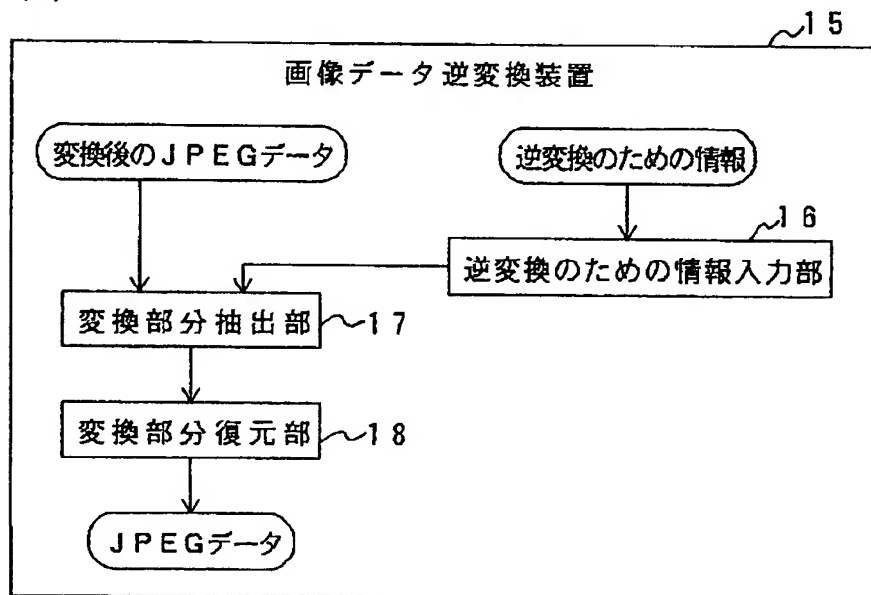 15
画像データ逆変換装置
変換後のJPEGデータ
逆変換のための情報
16
逆変換のための情報入力部
変換部分抽出部
17
変換部分復元部
18
JPEGデータ